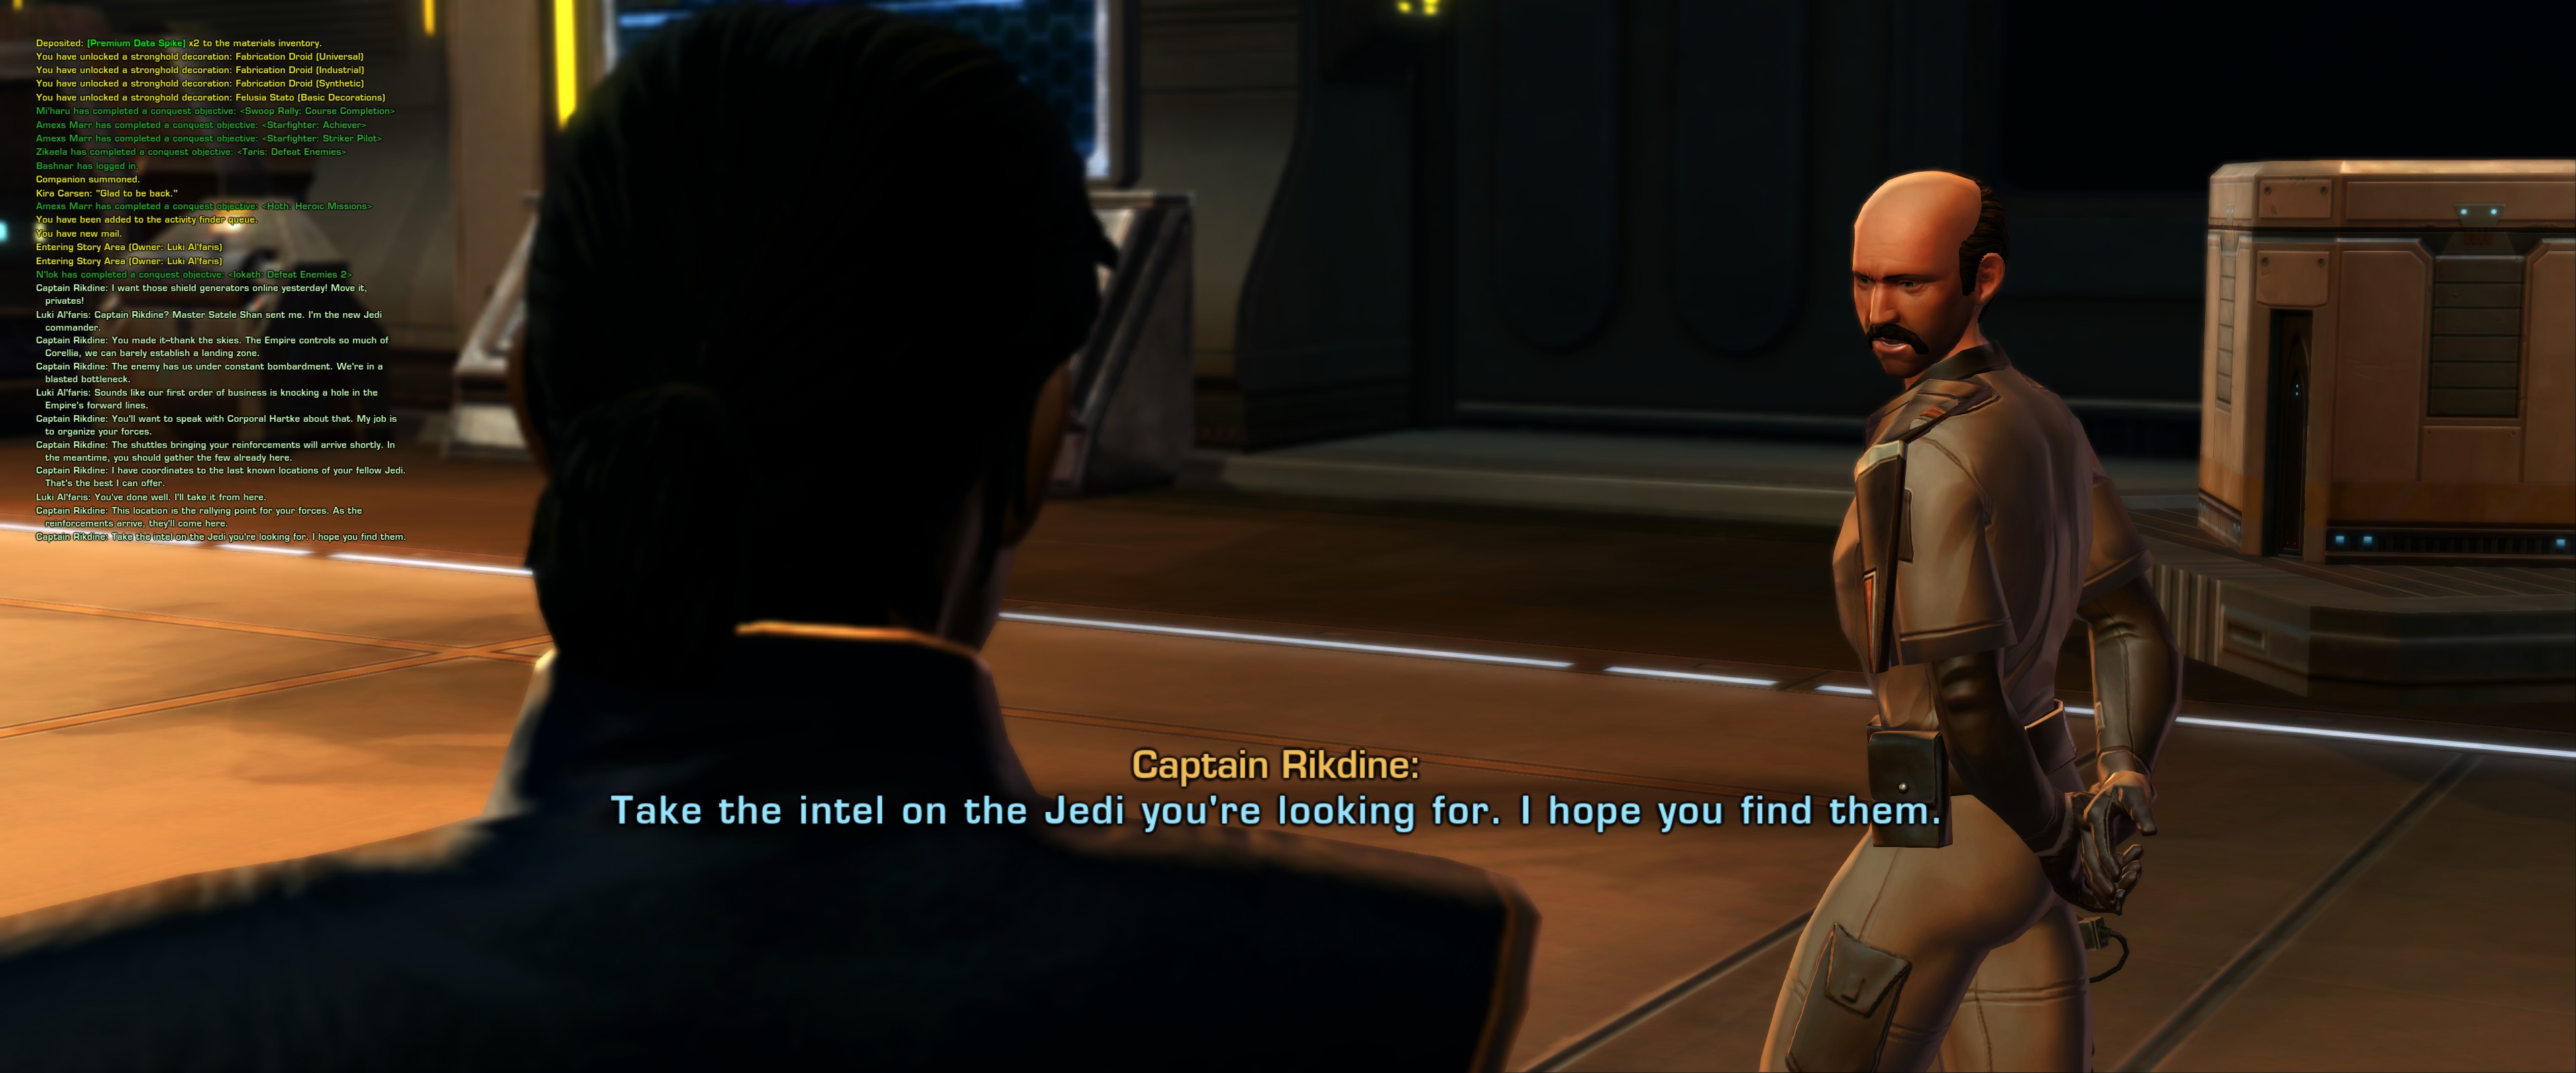 Deposited: [Premium Data Spike] x2 to the materials inventory.
You have unlocked a stronghold decoration: Fabrication Droid (Universal)
You have unlocked a stronghold decoration: Fabrication Droid (Industrial)
You have unlocked a stronghold decoration: Fabrication Droid (Synthetic)
You have unlocked a stronghold decoration: Felusia Stato (Basic Decorations)
Mi'haru has completed a conquest objective: <Swoop Rally: Course Completion>
Amexs Marr has completed a conquest objective: <Starfighter: Achiever>
Amexs Marr has completed a conquest objective: <Starfighter: Striker Pilot>
Zikaela has completed a conquest objective: <Taris: Defeat Enemies>
Bashnar has logged in.
Companion summoned.
Kira Carsen: "Glad to be back."
Amexs Marr has completed a conquest objective: <Hoth: Heroic Missions>
You have been added to the activity finder queue.
You have new mail.
Entering Story Area (Owner: Luki Al'faris)
Entering Story Area (Owner: Luki Al'faris)
N'lok has completed a conquest objective: <Iokath: Defeat Enemies 2>
Captain Rikdine: I want those shield generators online yesterday! Move it,
privates!
Luki Al'faris: Captain Rikdine? Master Satele Shan sent me. I'm the new Jedi
commander.
Captain Rikdine: You made it–thank the skies. The Empire controls so much of
Corellia, we can barely establish a landing zone.
Captain Rikdine: The enemy has us under constant bombardment. We're in a
blasted bottleneck.
Luki Al'faris: Sounds like our first order of business is knocking a hole in the
Empire's forward lines.
Captain Rikdine: You'll want to speak with Corporal Hartke about that. My job is
to organize your forces.
Captain Rikdine: The shuttles bringing your reinforcements will arrive shortly. In
the meantime, you should gather the few already here.
Captain Rikdine: I have coordinates to the last known locations of your fellow Jedi.
That's the best I can offer.
Luki Al'faris: You've done well. I'll take it from here.
Captain Rikdine: This location is the rallying point for your forces. As the
reinforcements arrive, they'll come here.
Captain Rikdine: Take the intel on the Jedi you're looking for. I hope you find them.
Captain Rikdine:
Take the intel on the Jedi you're looking for. I hope you find them.